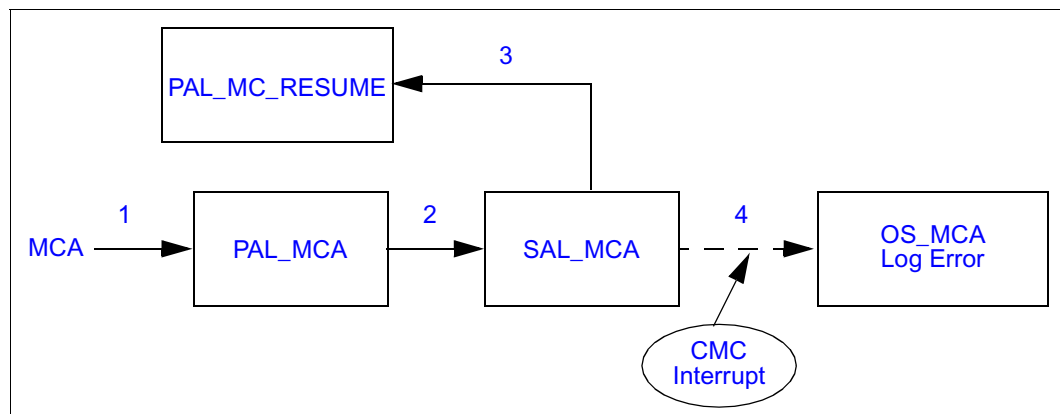 3
PAL_MC_RESUME
1
2
4
MCA
PAL_MCA
SAL_MCA
OS_MCA
Log Error
CMC
Interrupt